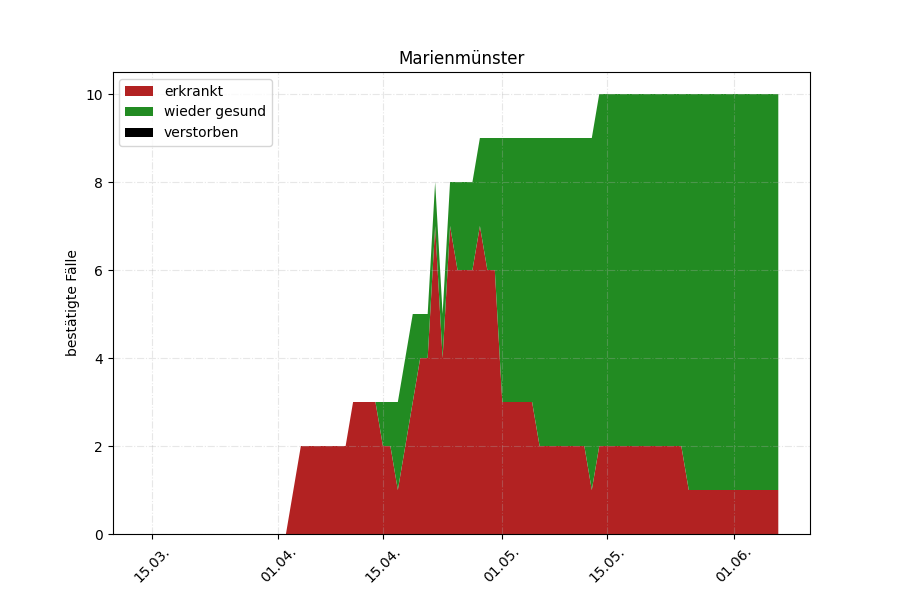 Marienmünster
erkrankt
wieder gesund
verstorben
bestätigte Fälle
10
8
6
4
2
0
15.03.
01.04.
15.04.
01.05.
15.05.
01.06.